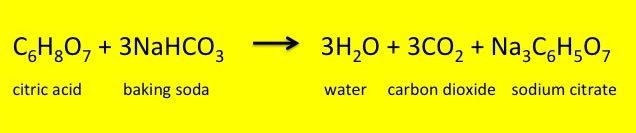 C₆H₈O₇ + 3NaHCO₃ ⟶ 3H₂O + 3CO₂ + Na₃C₆H₅O₇
citric acid baking soda water carbon dioxide sodium citrate